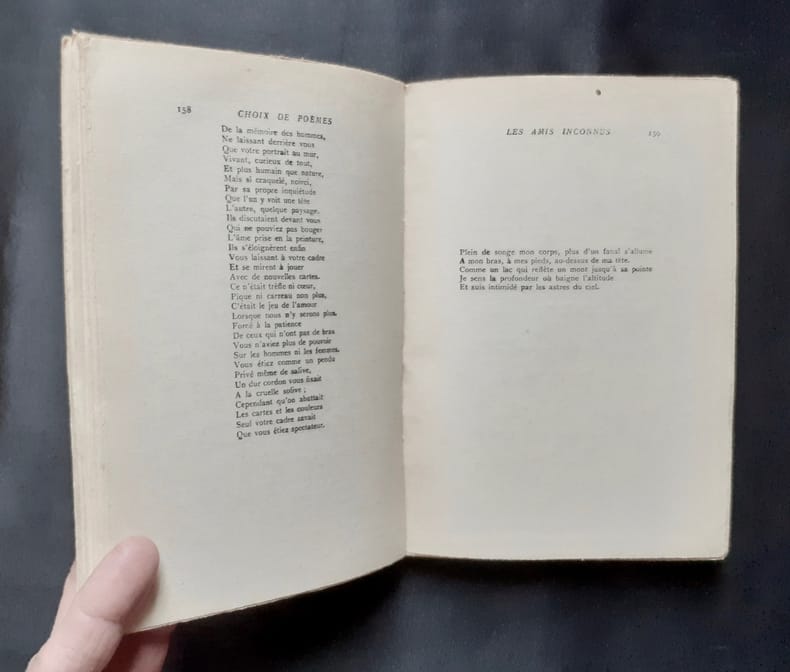 158
CHOIX DE POÈMES
De la mémoire des hommes,
Ne laissant derrière vous
Que votre portrait au mur,
Vivant, curieux de tout,
Et plus humain que nature,
Mais si craquelé, noirci,
Par sa propre inquiétude
Que l'un y voit une tête
L'autre, quelque paysage.
Ils discutaient devant vous
Qui ne pouviez pas bouger
L'âme prise en la peinture,
Ils s'éloignèrent enfin
Vous laissant à votre cadre
Et se mirent à jouer
Avec de nouvelles cartes.
Ce n'était trèfle ni cœur,
Pique ni carreau non plus,
C'était le jeu de l'amour
Lorsque nous n'y serons plus.
Forcé à la patience
De ceux qui n'ont pas de bras
Vous n'aviez plus de pouvoir
Sur les hommes ni les femmes.
Vous étiez comme un pendu
Privé même de salive,
Un dur cordon vous fixait
A la cruelle solive ;
Cependant qu'on abattait
Les cartes et les couleurs
Seul votre cadre savait
Que vous étiez spectateur.
LES AMIS INCONNUS
159
Plein de songe mon corps, plus d'un fanal s'allume
A mon bras, à mes pieds, au-dessus de ma tête.
Comme un lac qui reflète un mont jusqu'à sa pointe
Je sens la profondeur où baigne l'altitude
Et suis intimidé par les astres du ciel.